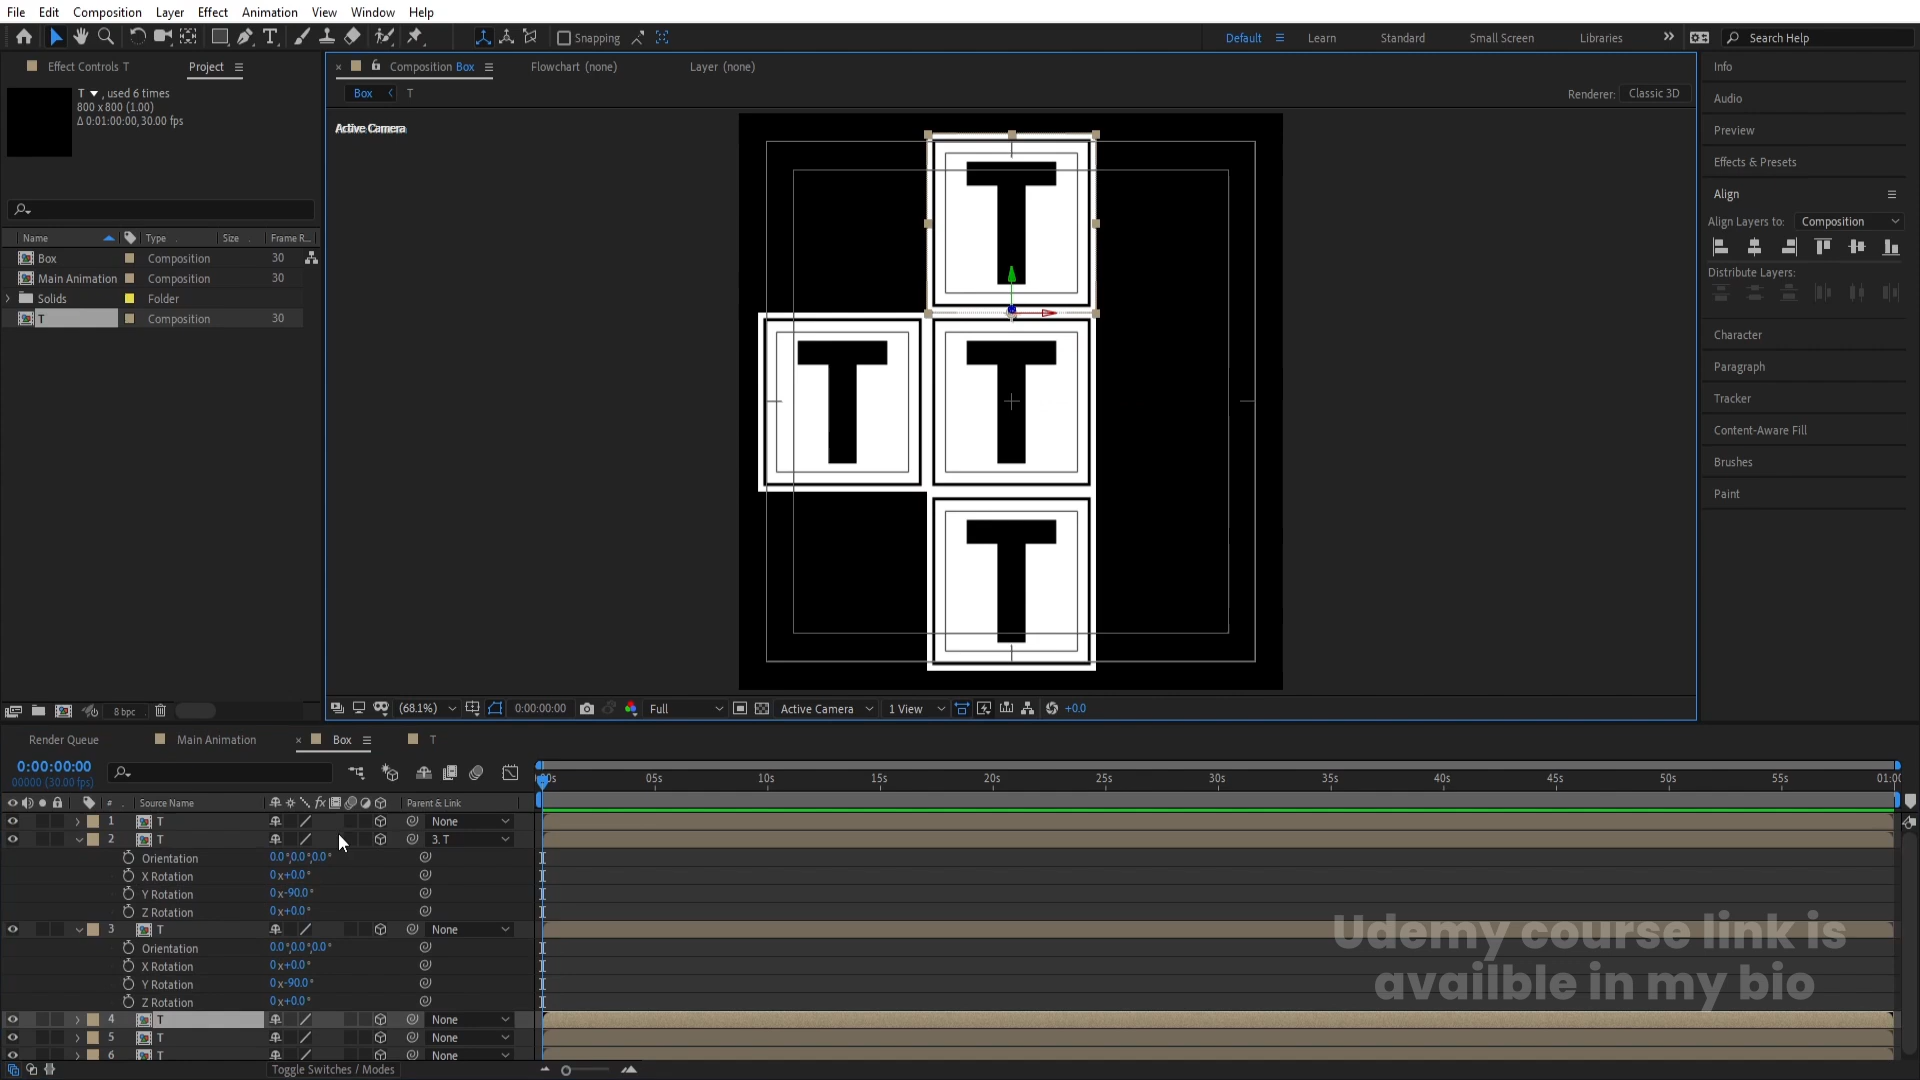 File Edit Composition Layer Effect Animation View Window Help
Snapping
Default Learn Standard Small Screen Libraries Search Help
Effect Controls T Project
Composition Box Flowchart (none) Layer (none)
Box T
Renderer: Classic 3D
T , used 6 times
800 x 800 (1.00)
Δ 0:01:00:00, 30.00 fps
Active Camera
T
T
T
T
Name Type Size Frame R...
Box Composition 30
Main Animation Composition 30
Solids Folder
T Composition 30
8 bpc
(68.1%) 0:00:00:00 Full Active Camera 1 View +0.0
Info
Audio
Preview
Effects & Presets
Align
Align Layers to: Composition
Distribute Layers:
Character
Paragraph
Tracker
Content-Aware Fill
Brushes
Paint
Render Queue Main Animation Box T
0:00:00:00
00000 (30.00 fps)
05s 10s 15s 20s 25s 30s 35s 40s 45s 50s 55s
# Source Name fx Parent & Link
1 T None
2 T 3. T
Orientation 0.0°,0.0°,0.0°
X Rotation 0x+0.0°
Y Rotation 0x-90.0°
Z Rotation 0x+0.0°
3 T None
Orientation 0.0°,0.0°,0.0°
X Rotation 0x+0.0°
Y Rotation 0x-90.0°
Z Rotation 0x+0.0°
4 T None
5 T None
6 T None
Toggle Switches / Modes
Udemy course link is
availble in my bio